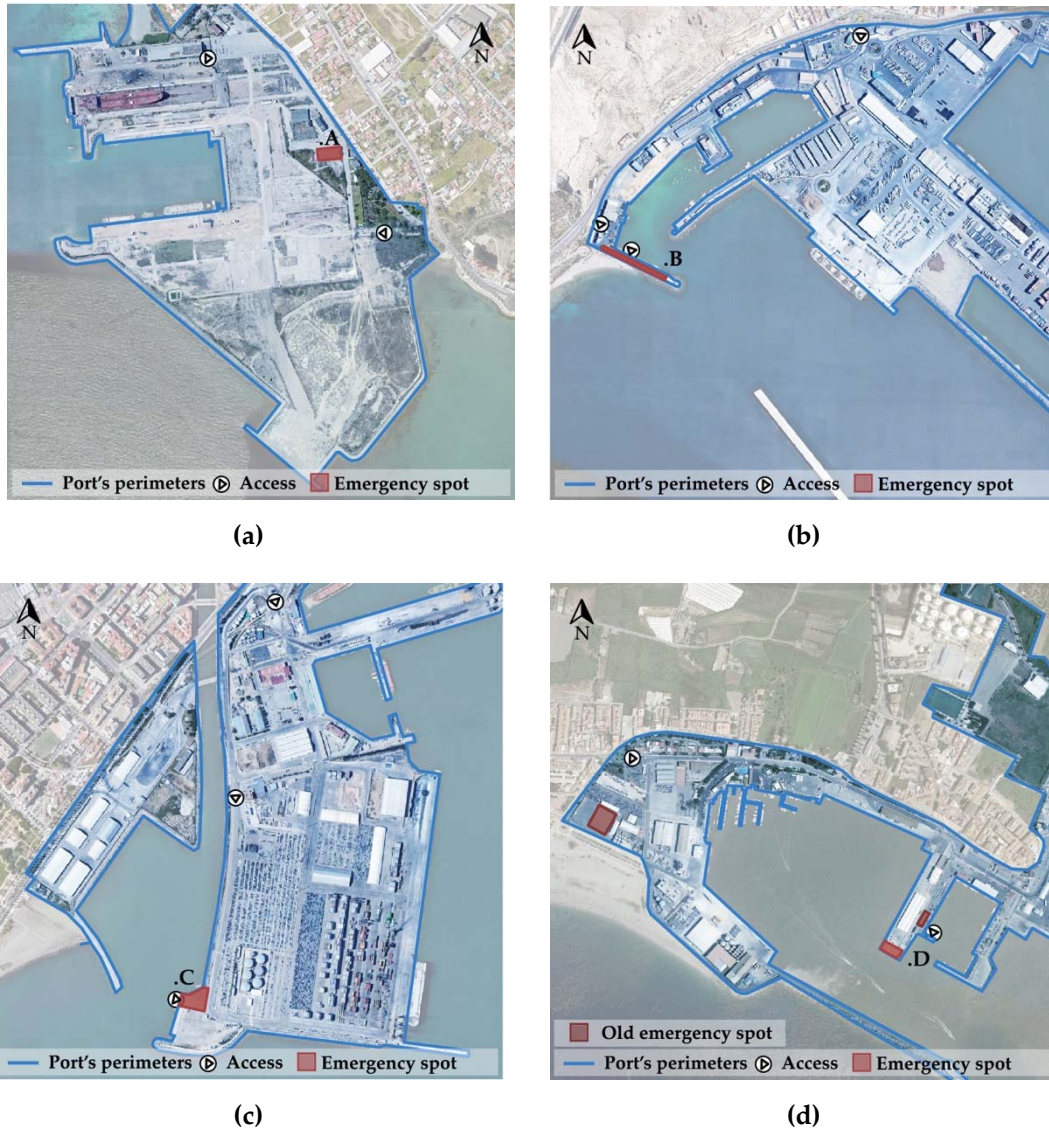 N
.A
Port's perimeters Access Emergency spot
(a)
N
.B
Port's perimeters Access Emergency spot
(b)
N
.C
Port's perimeters Access Emergency spot
(c)
N
.D
Old emergency spot
Port's perimeters Access Emergency spot
(d)